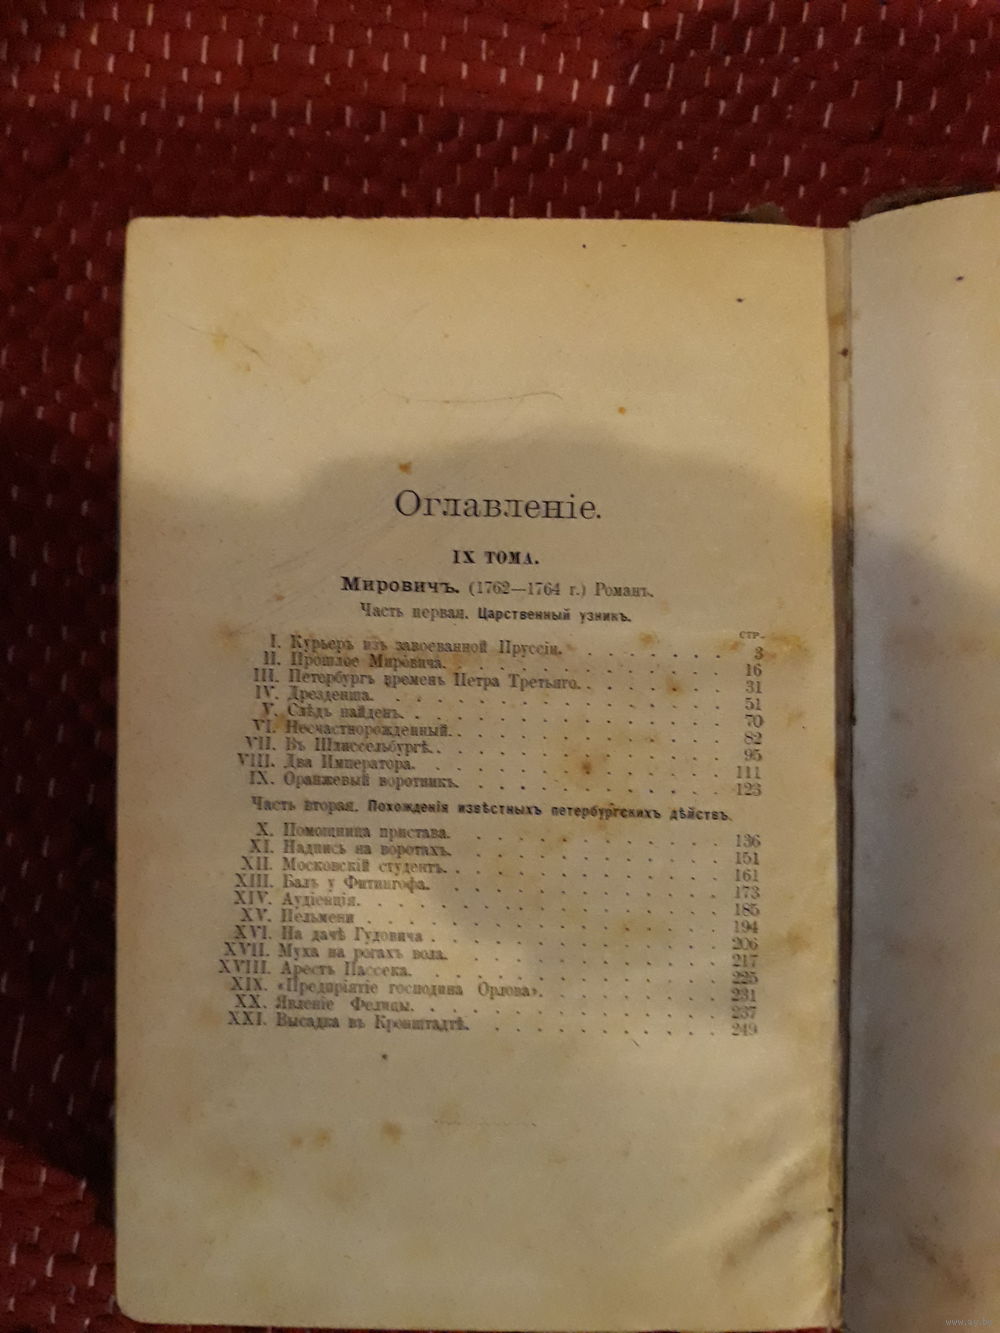 Оглавленіе.
IX ТОМА.
Мировичъ. (1762—1764 г.) Романъ.
Часть первая. Царственный узникъ.
СТР.
I. Курьеръ изъ завоеванной Пруссіи. 3
II. Прошлое Мировича. 16
III. Петербургъ временъ Петра Третьяго. 31
IV. Дрезденша. 51
V. Слѣдъ найденъ. 70
VI. Несчастнорожденный. 82
VII. Въ Шлиссельбургѣ. 95
VIII. Два Императора. 111
IX. Оранжевый воротникъ. 123
Часть вторая. Похожденія извѣстныхъ петербургскихъ дѣйствъ.
X. Помощница пристава. 136
XI. Надпись на воротахъ. 151
XII. Московскій студентъ. 161
XIII. Балъ у Фитингофа. 173
XIV. Аудіенція. 185
XV. Пельмени 194
XVI. На дачѣ Гудовича . 206
XVII. Муха на рогахъ вола. 217
XVIII. Арестъ Пассека. 225
XIX. «Предпріятіе господина Орлова». 231
XX. Явленіе Фелицы. 237
XXI. Высадка въ Кронштадтѣ. 249
www.ay.by